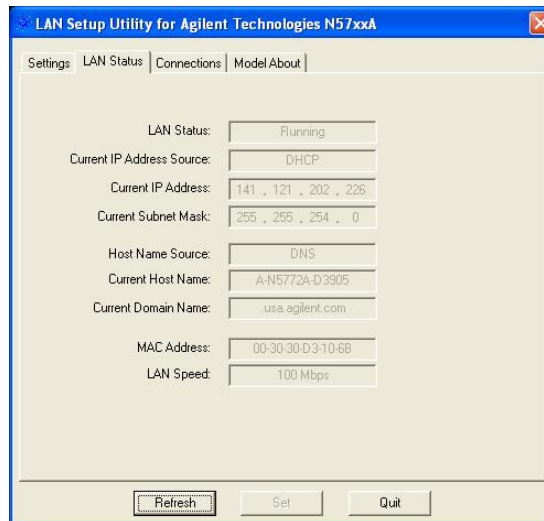 LAN Setup Utility for Agilent Technologies N57xxA
Settings LAN Status Connections Model About
LAN Status: Running
Current IP Address Source: DHCP
Current IP Address: 141 . 121 . 202 . 226
Current Subnet Mask: 255 . 255 . 254 . 0
Host Name Source: DNS
Current Host Name: A-N5772A-D3905
Current Domain Name: .usa.agilent.com
MAC Address: 00-30-30-D3-10-6B
LAN Speed: 100 Mbps
Refresh Set Quit